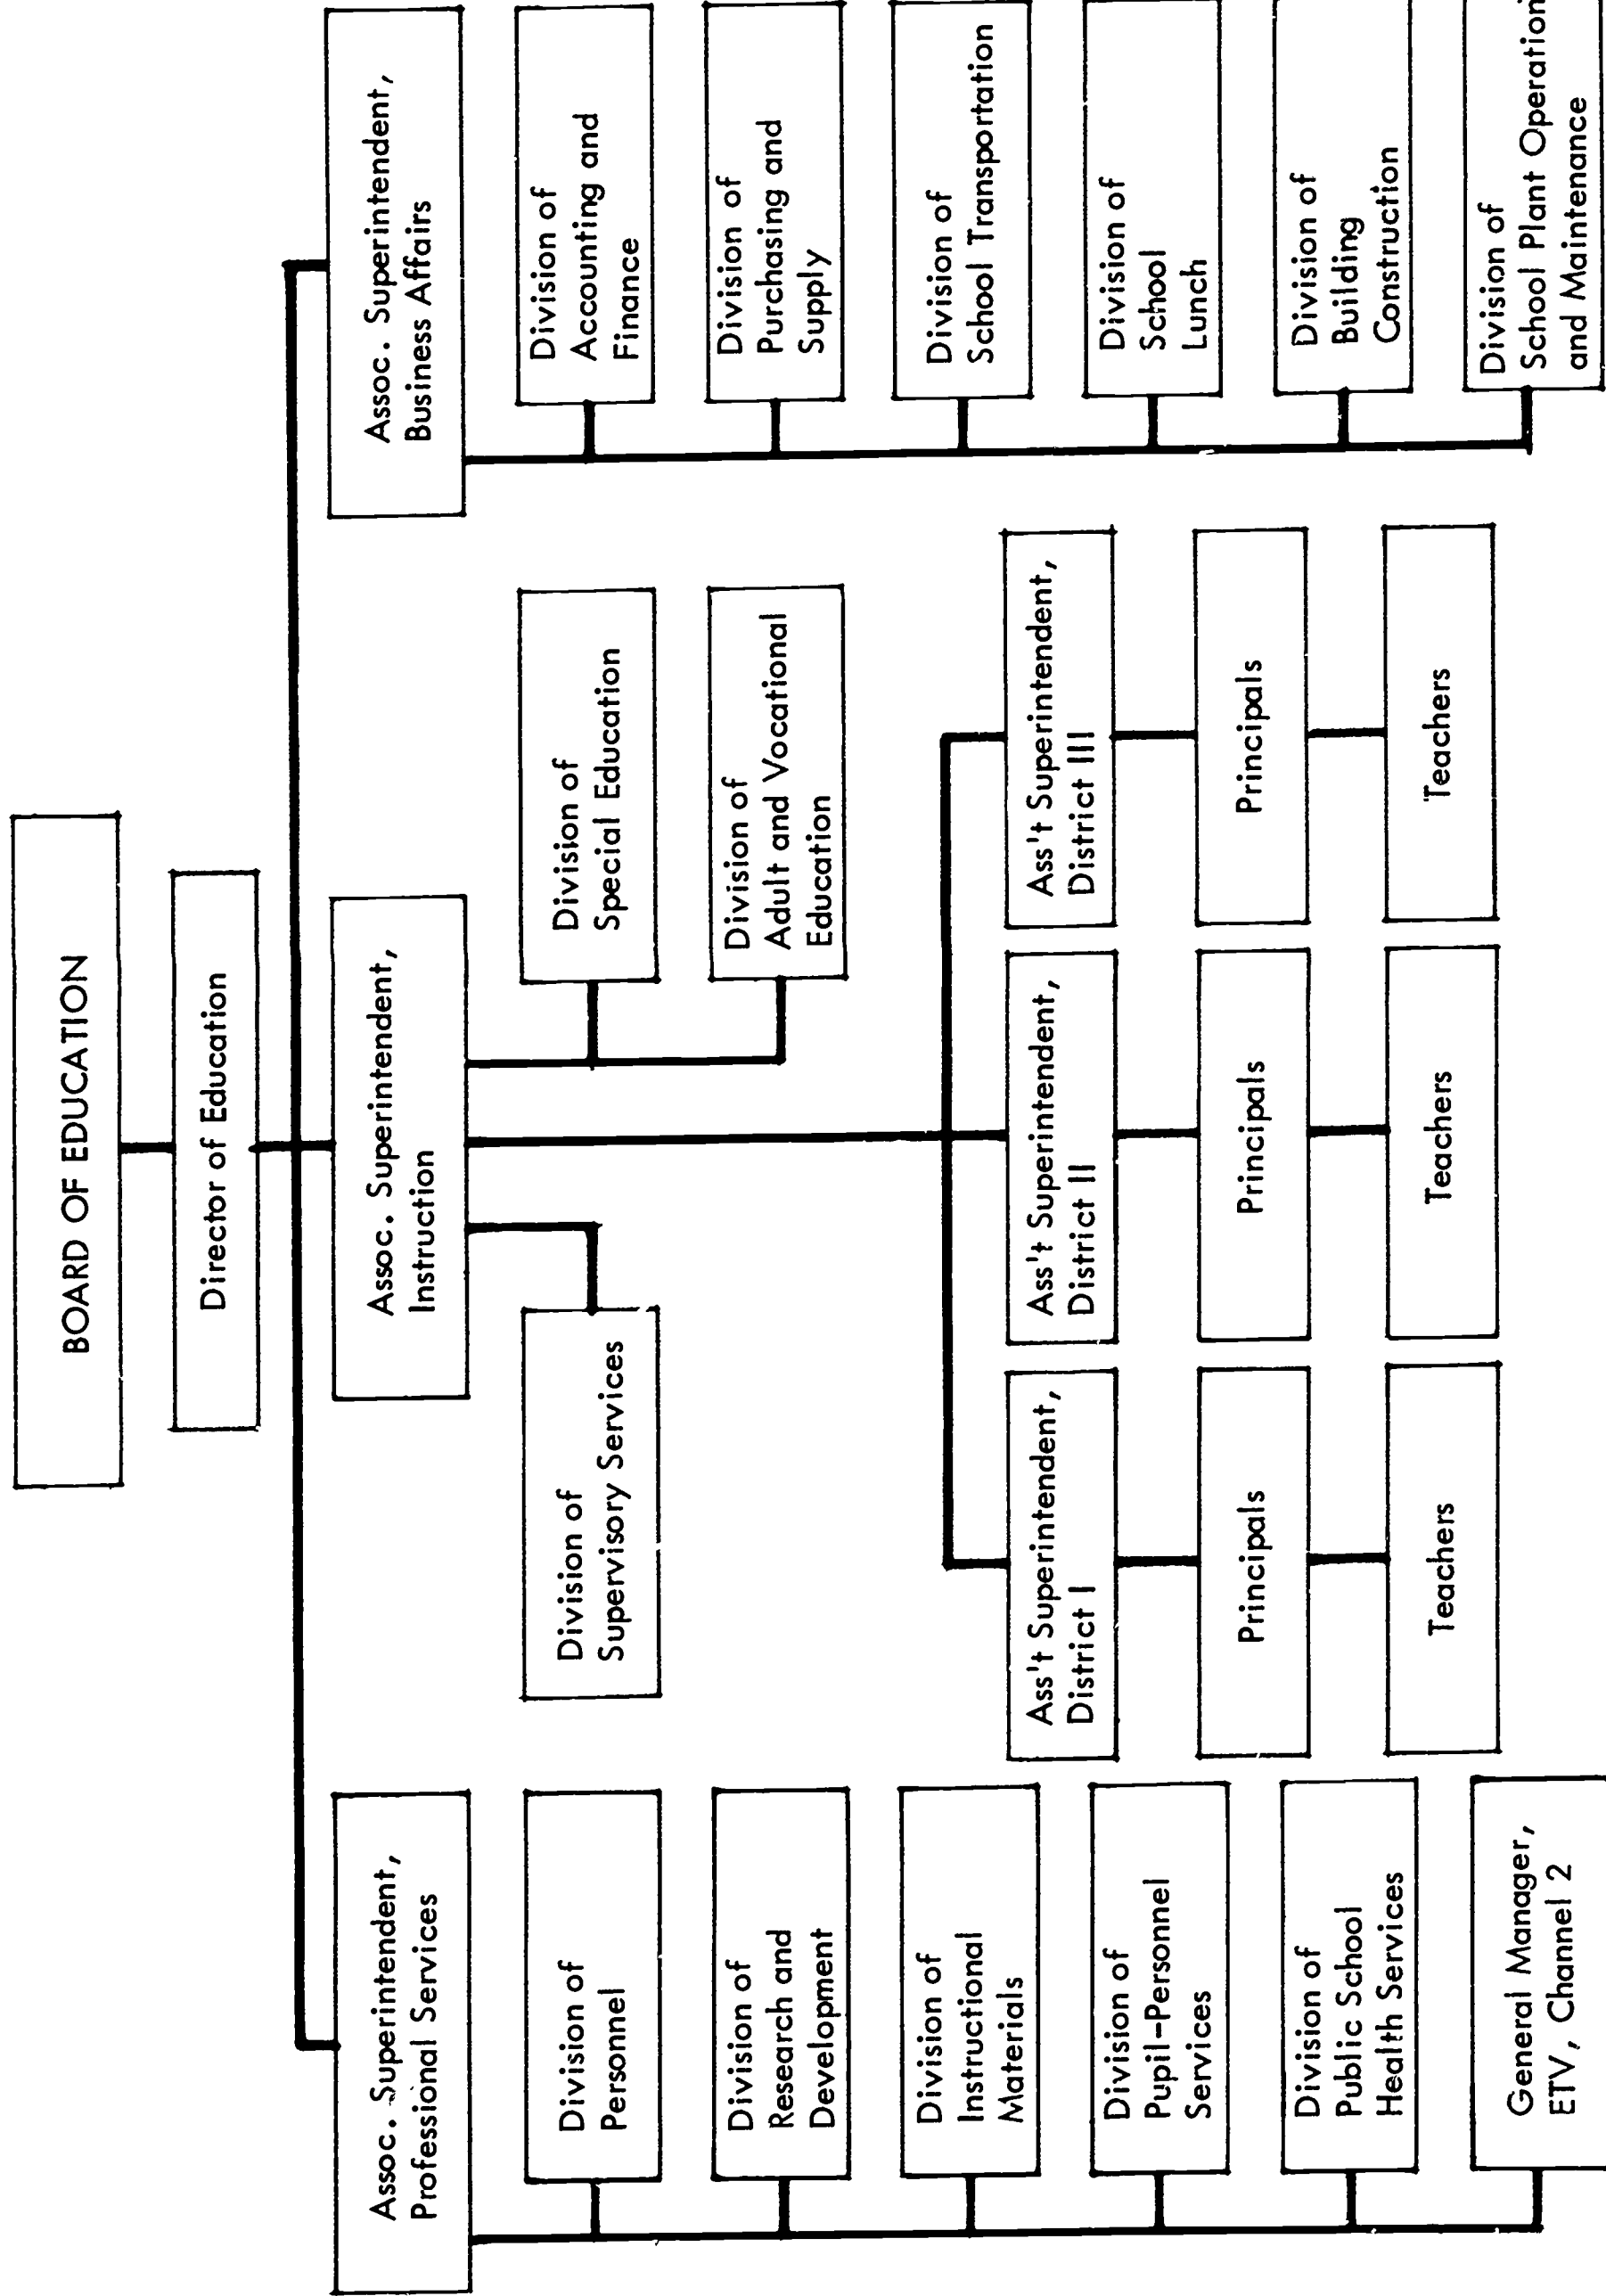 BOARD OF EDUCATION
Director of Education
Assoc. Superintendent,
Professional Services
Assoc. Superintendent,
Instruction
Assoc. Superintendent,
Business Affairs
Division of
Personnel
Division of
Research and
Development
Division of
Instructional
Materials
Division of
Pupil-Personnel
Services
Division of
Public School
Health Services
General Manager,
ETV, Channel 2
Division of
Supervisory Services
Division of
Special Education
Division of
Adult and Vocational
Education
Ass't Superintendent,
District I
Principals
Teachers
Ass't Superintendent,
District II
Principals
Teachers
Ass't Superintendent,
District III
Principals
Teachers
Division of
Accounting and
Finance
Division of
Purchasing and
Supply
Division of
School Transportation
Division of
School
Lunch
Division of
Building
Construction
Division of
School Plant Operation
and Maintenance